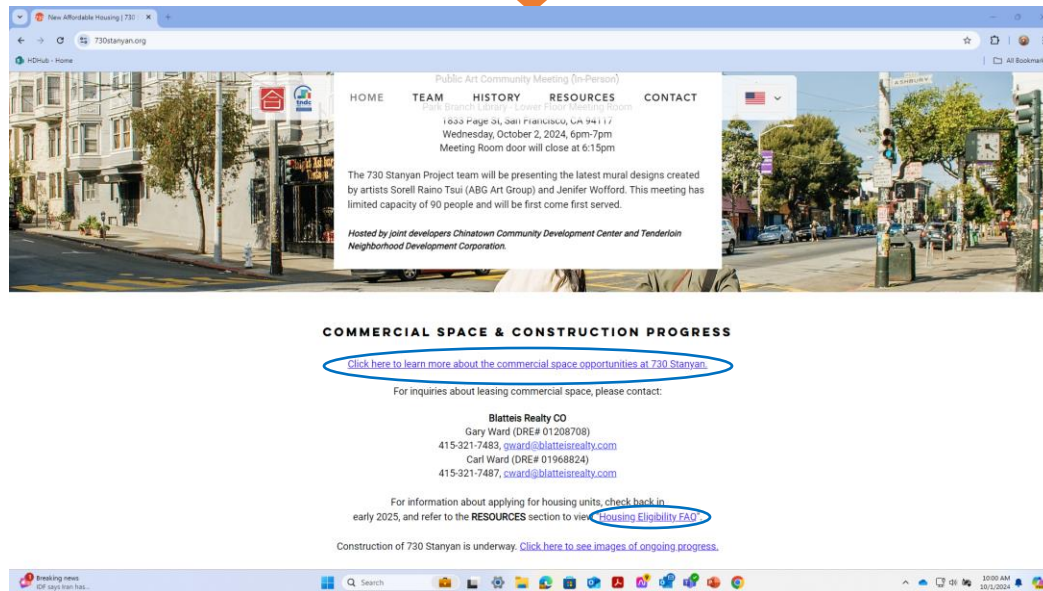 New Affordable Housing | 730
730stanyan.org
HDHub - Home
All Bookmark
tndc
HOME TEAM HISTORY RESOURCES CONTACT
ASHBURY
Public Art Community Meeting (In-Person)
Park Branch Library - Lower Floor Meeting Room
1833 Page St, San Francisco, CA 94117
Wednesday, October 2, 2024, 6pm-7pm
Meeting Room door will close at 6:15pm
The 730 Stanyan Project team will be presenting the latest mural designs created
by artists Sorell Raino Tsui (ABG Art Group) and Jenifer Wofford. This meeting has
limited capacity of 90 people and will be first come first served.
Hosted by joint developers Chinatown Community Development Center and Tenderloin
Neighborhood Development Corporation.
COMMERCIAL SPACE & CONSTRUCTION PROGRESS
Click here to learn more about the commercial space opportunities at 730 Stanyan.
For inquiries about leasing commercial space, please contact:
Blatteis Realty CO
Gary Ward (DRE# 01208708)
415-321-7483, gward@blatteisrealty.com
Carl Ward (DRE# 01968824)
415-321-7487, cward@blatteisrealty.com
For information about applying for housing units, check back in
early 2025, and refer to the RESOURCES section to view "Housing Eligibility FAQ"
Construction of 730 Stanyan is underway. Click here to see images of ongoing progress.
Breaking news
IDF says Iran has...
Search
10:00 AM
10/1/2024